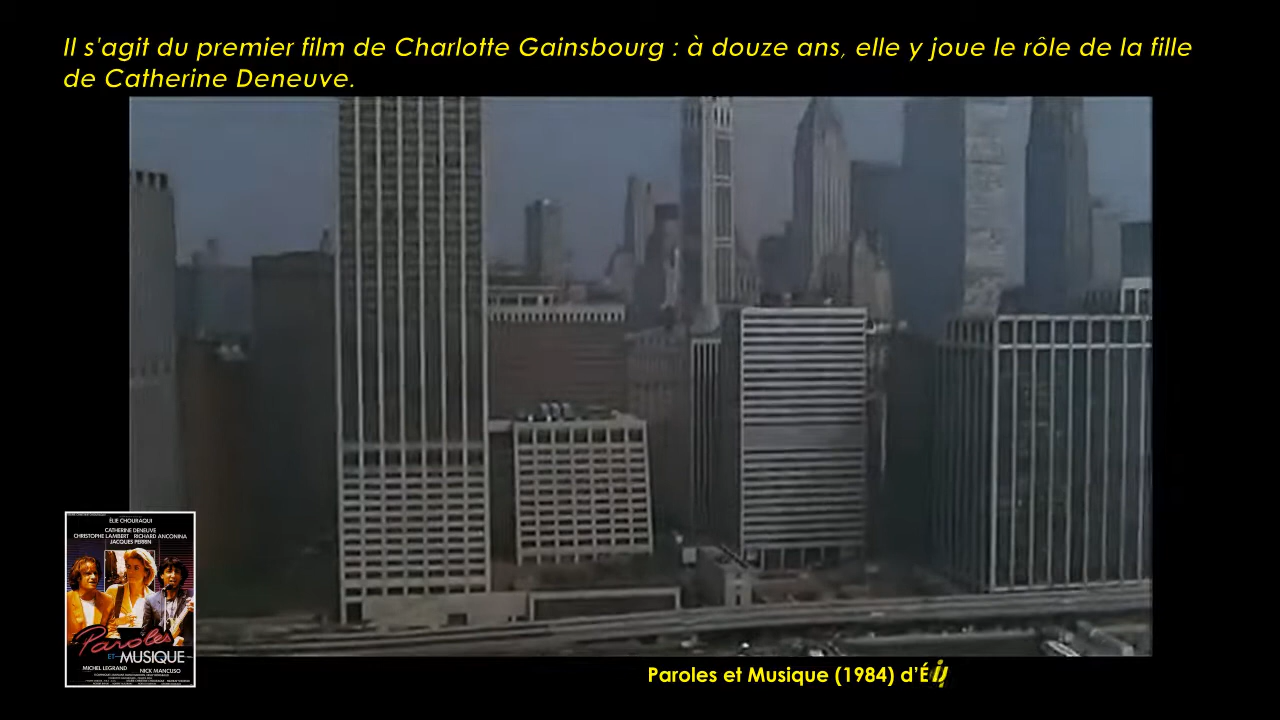 Il s'agit du premier film de Charlotte Gainsbourg : à douze ans, elle y joue le rôle de la fille
de Catherine Deneuve.
ÉLIE CHOURAQUI
CATHERINE DENEUVE
CHRISTOPHE LAMBERT RICHARD ANCONINA
JACQUES PERRIN
Paroles
ET MUSIQUE
MICHEL LEGRAND
NICK MANCUSO
Paroles et Musique (1984) d'É